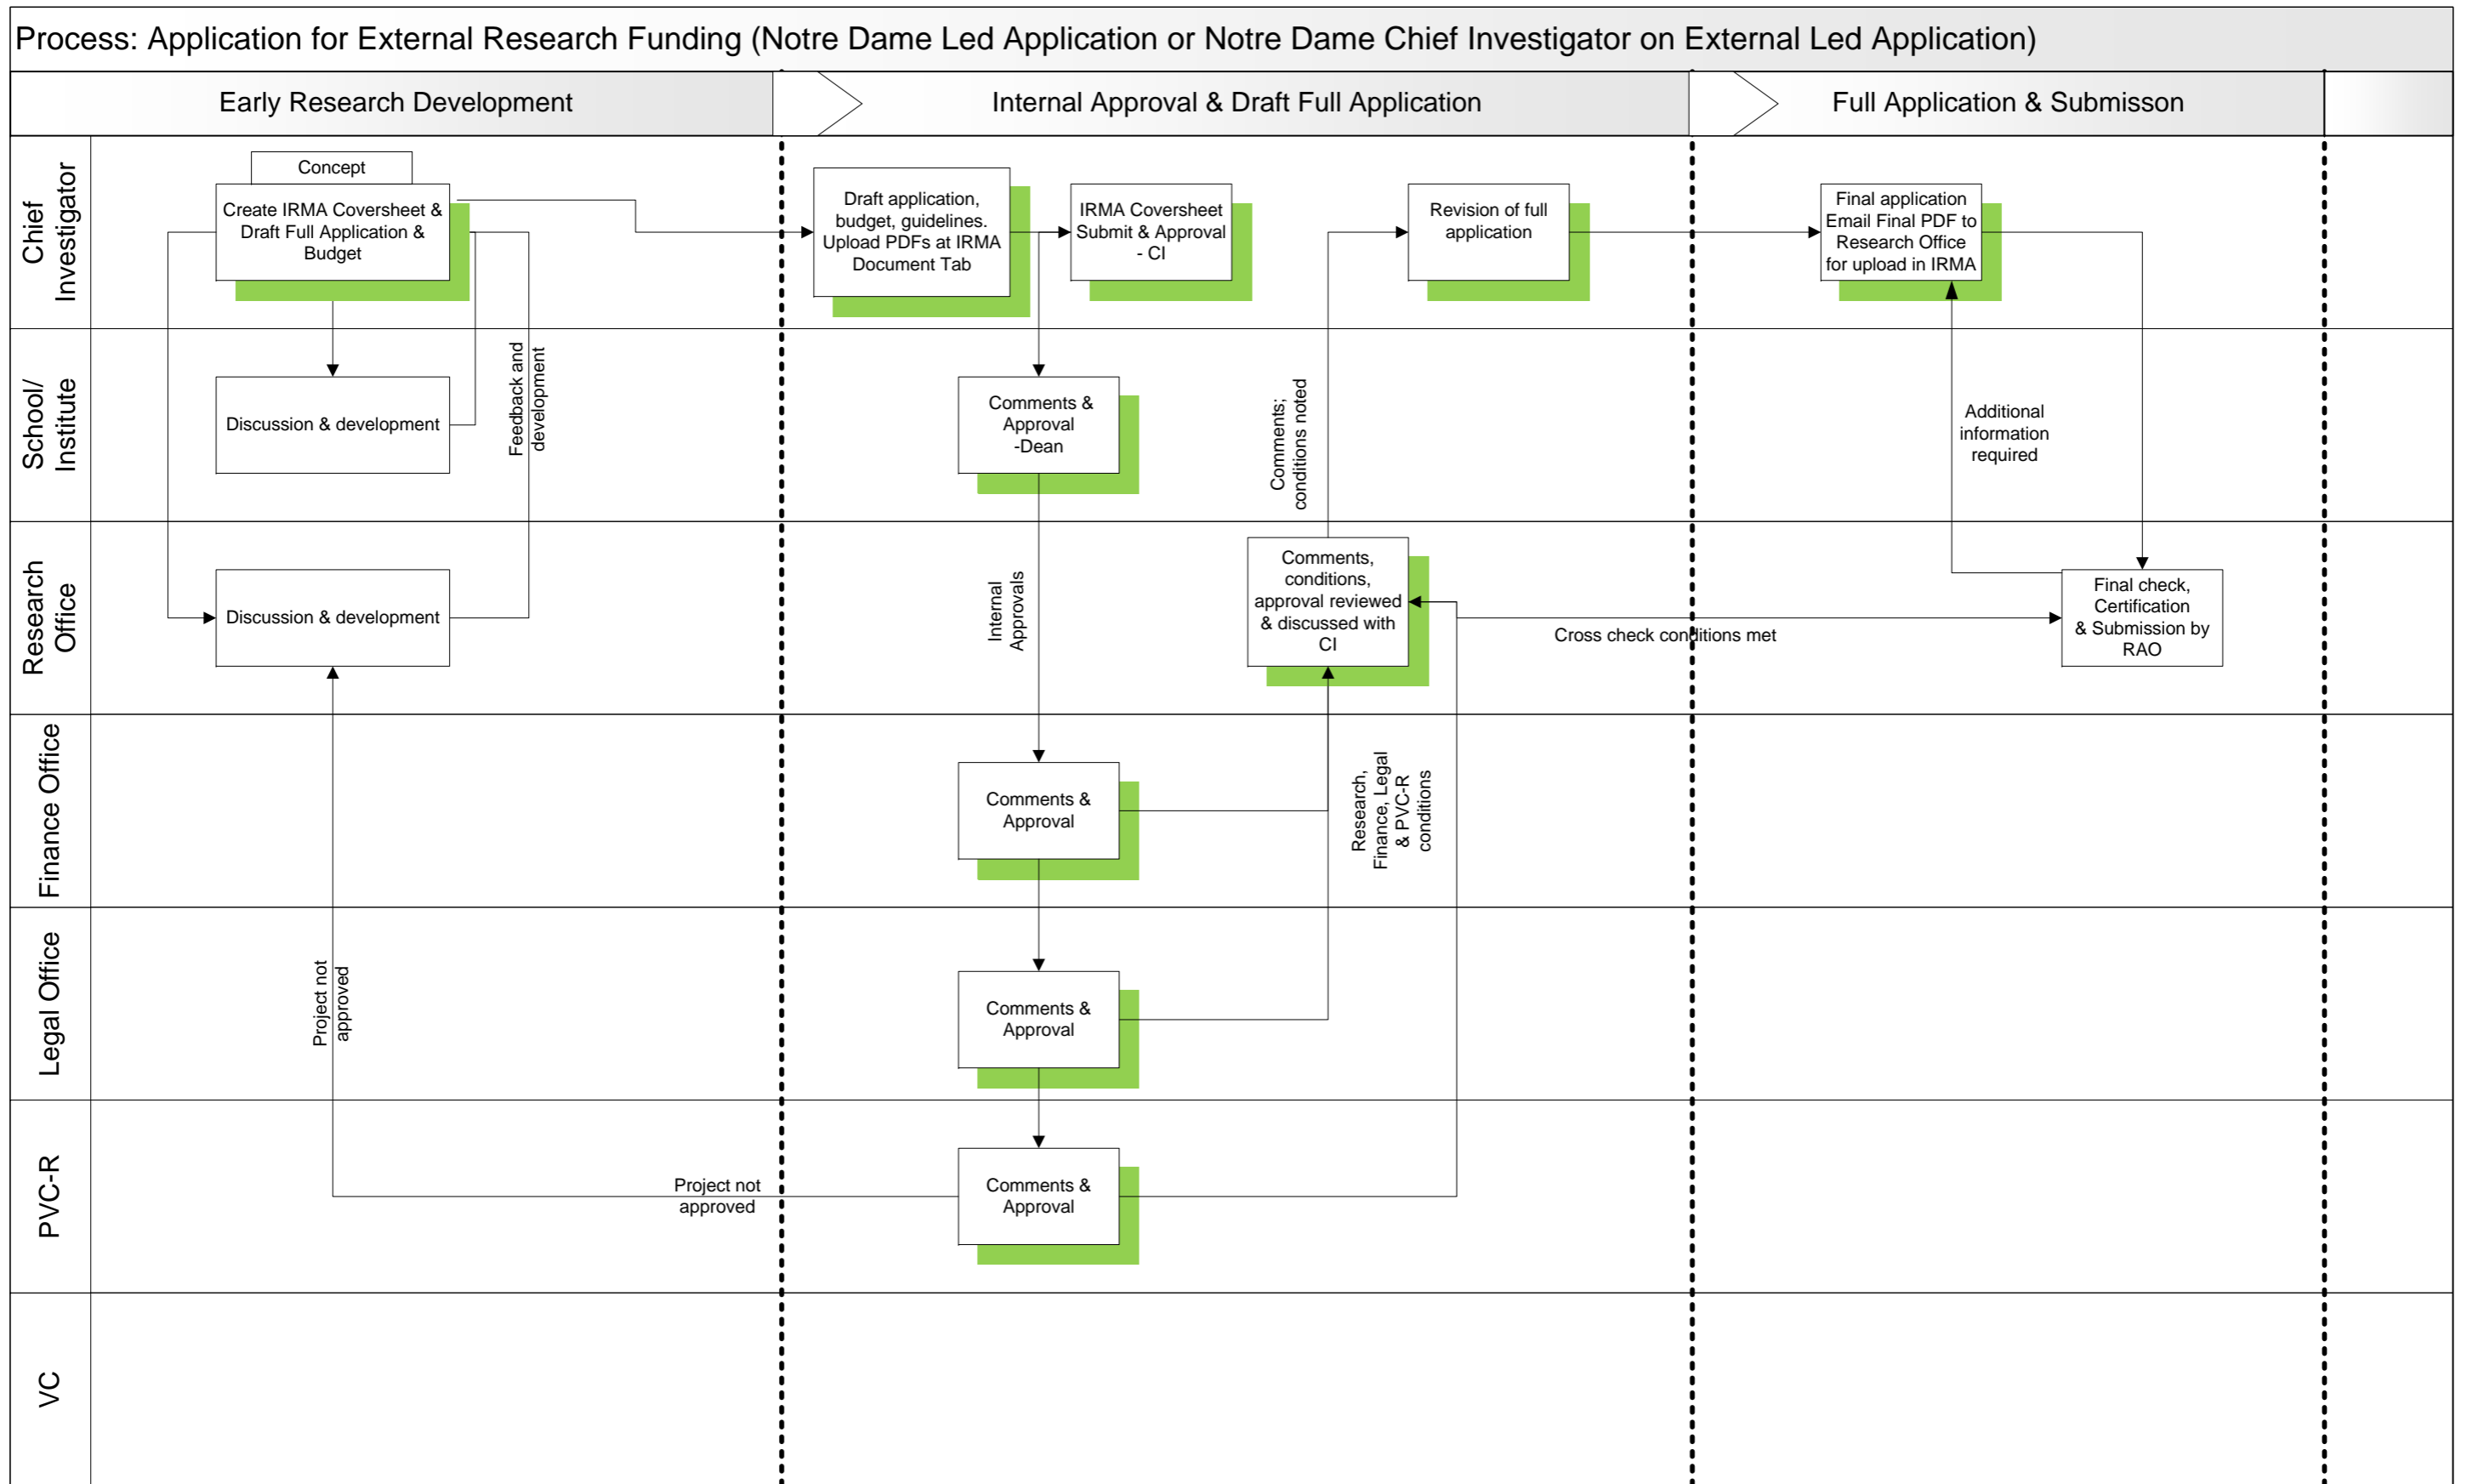 Process: Application for External Research Funding (Notre Dame Led Application or Notre Dame Chief Investigator on External Led Application)
Early Research Development
Internal Approval & Draft Full Application
Full Application & Submisson
Chief
Investigator
Concept
Create IRMA Coversheet &
Draft Full Application &
Budget
Draft application,
budget, guidelines.
Upload PDFs at IRMA
Document Tab
IRMA Coversheet
Submit & Approval
- CI
Revision of full
application
Final application
Email Final PDF to
Research Office
for upload in IRMA
School/
Institute
Discussion & development
Feedback and
development
Comments &
Approval
-Dean
Comments;
conditions noted
Additional
information
required
Research
Office
Discussion & development
Internal
Approvals
Comments,
conditions,
approval reviewed
& discussed with
CI
Cross check conditions met
Final check,
Certification
& Submission by
RAO
Finance Office
Comments &
Approval
Research,
Finance, Legal
& PVC-R
conditions
Legal Office
Project not
approved
Comments &
Approval
PVC-R
Project not
approved
Comments &
Approval
VC